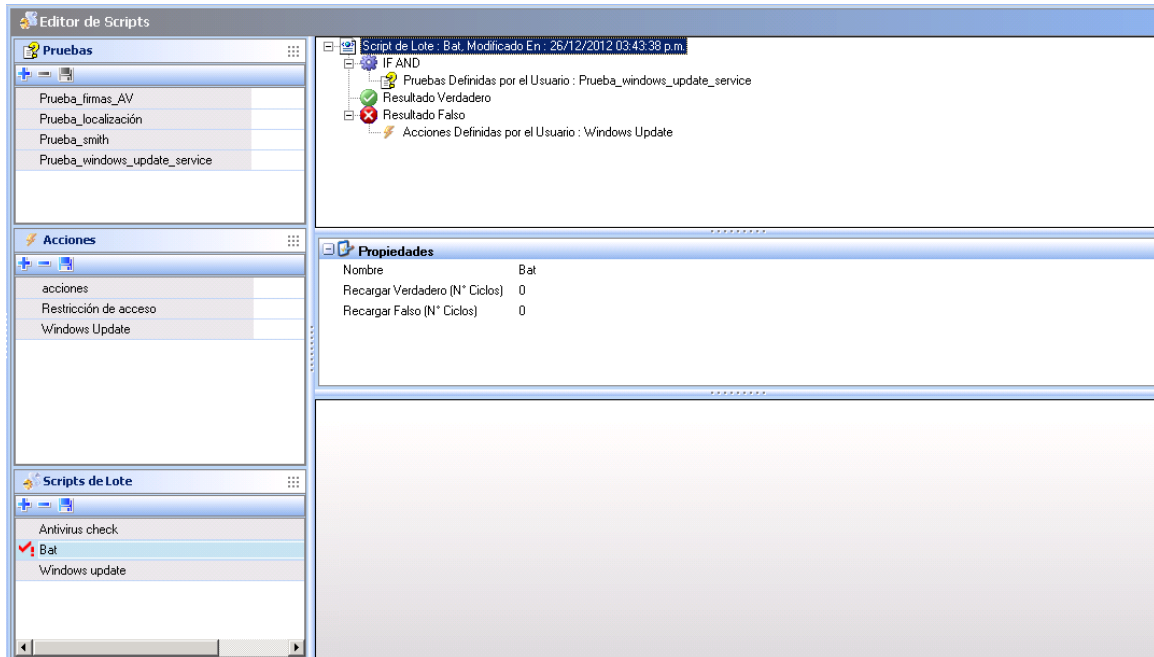 Editor de Scripts
Pruebas
Prueba_firmas_AV
Prueba_localización
Prueba_smith
Prueba_windows_update_service
Acciones
acciones
Restricción de acceso
Windows Update
Scripts de Lote
Antivirus check
Bat
Windows update
Script de Lote : Bat, Modificado En : 26/12/2012 03:43:38 p.m.
IF AND
Pruebas Definidas por el Usuario : Prueba_windows_update_service
Resultado Verdadero
Resultado Falso
Acciones Definidas por el Usuario : Windows Update
Propiedades
Nombre Bat
Recargar Verdadero (N° Ciclos) 0
Recargar Falso (N° Ciclos) 0